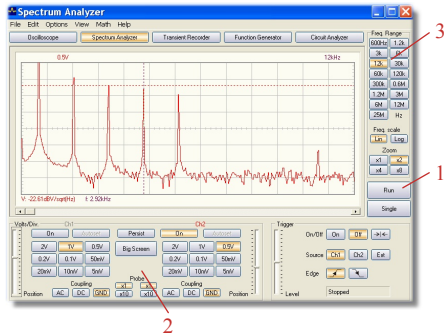 Spectrum Analyzer
File Edit Options View Math Help
Oscilloscope Spectrum Analyzer Transient Recorder Function Generator Circuit Analyzer
Freq. Range
600Hz 1.2k
3k 6k
12k 30k
60k 120k
300k 0.6M
1.2M 3M
6M 12M
25M Hz
Freq. scale
Lin Log
Zoom
x1 x2
x4 x8
Run
Single
0.5V 12kHz
V: -22.61dBV/sqrt(Hz) f: 2.92kHz
3
1
2
Volts/Div. Ch1 Ch2
On Persist On
2V 1V 0.5V Big Screen 2V 1V 0.5V
0.2V 0.1V 50mV 0.2V 0.1V 50mV
20mV 10mV 5mV 20mV 10mV 5mV
Coupling Probe Coupling
x1 x1
Position AC DC GND x10 x10 AC DC GND Position
Trigger
On/Off On Off
Source Ch1 Ch2 Ext
Edge
Level Stopped